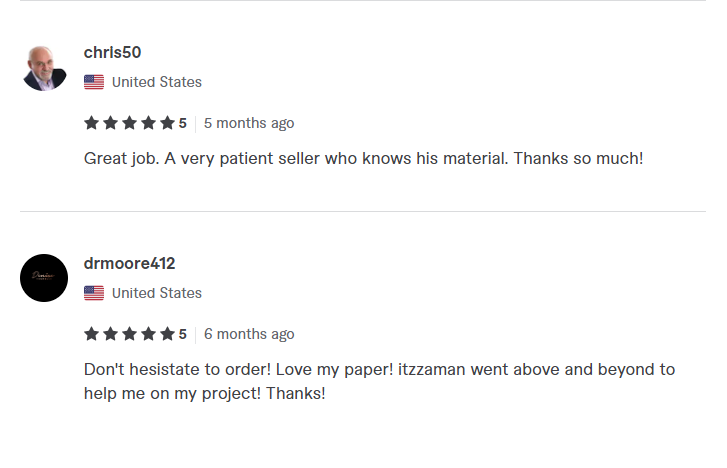 chrls50
United States
5 5 months ago
Great job. A very patient seller who knows his material. Thanks so much!
drmoore412
United States
5 6 months ago
Don't hesistate to order! Love my paper! itzzaman went above and beyond to
help me on my project! Thanks!